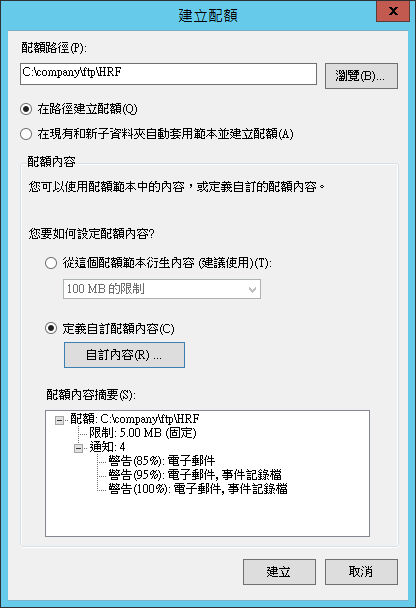 建立配額
x
配額路徑(P):
C:\company\ftp\HRF
瀏覽(B)...
在路徑建立配額(Q)
在現有和新子資料夾自動套用範本並建立配額(A)
配額內容
您可以使用配額範本中的內容，或定義自訂的配額內容。
您要如何設定配額內容?
從這個配額範本衍生內容 (建議使用)(T):
100 MB 的限制
定義自訂配額內容(C)
自訂內容(R) ...
配額內容摘要(S):
配額: C:\company\ftp\HRF
限制: 5.00 MB (固定)
通知: 4
警告(85%): 電子郵件
警告(95%): 電子郵件, 事件記錄檔
警告(100%): 電子郵件, 事件記錄檔
建立
取消